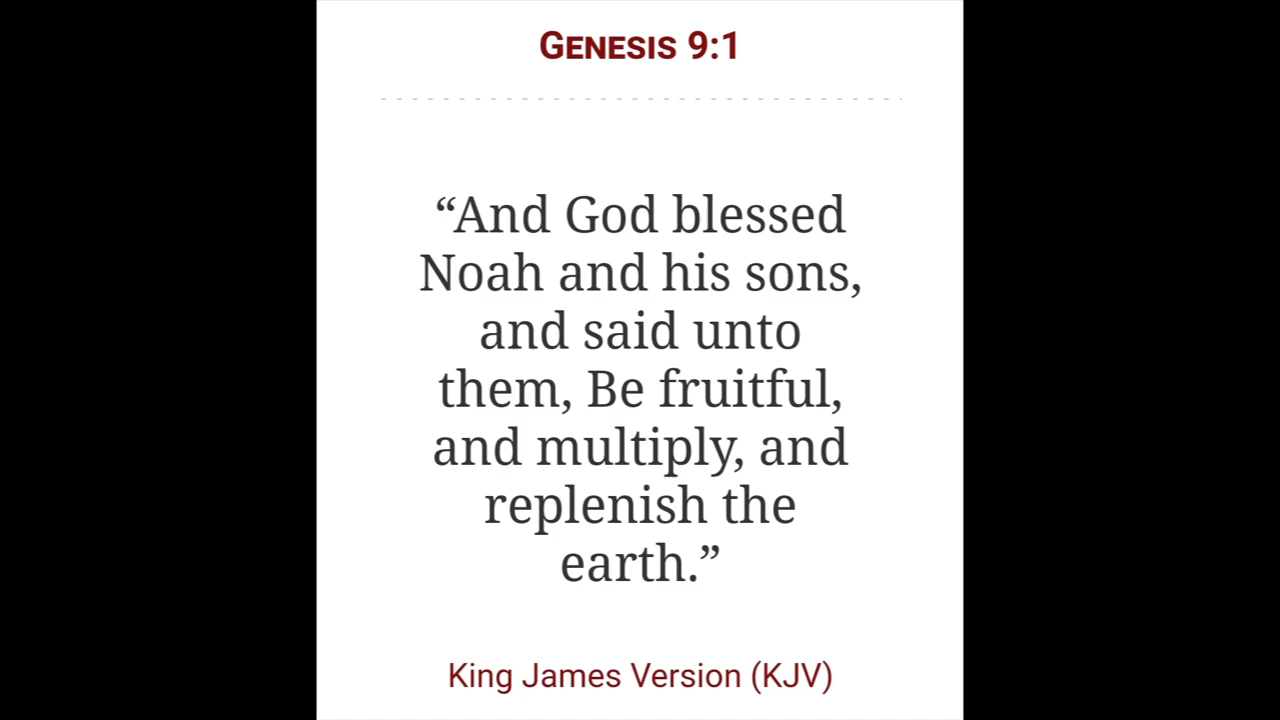 GENESIS 9:1
“And God blessed
Noah and his sons,
and said unto
them, Be fruitful,
and multiply, and
replenish the
earth.”
King James Version (KJV)